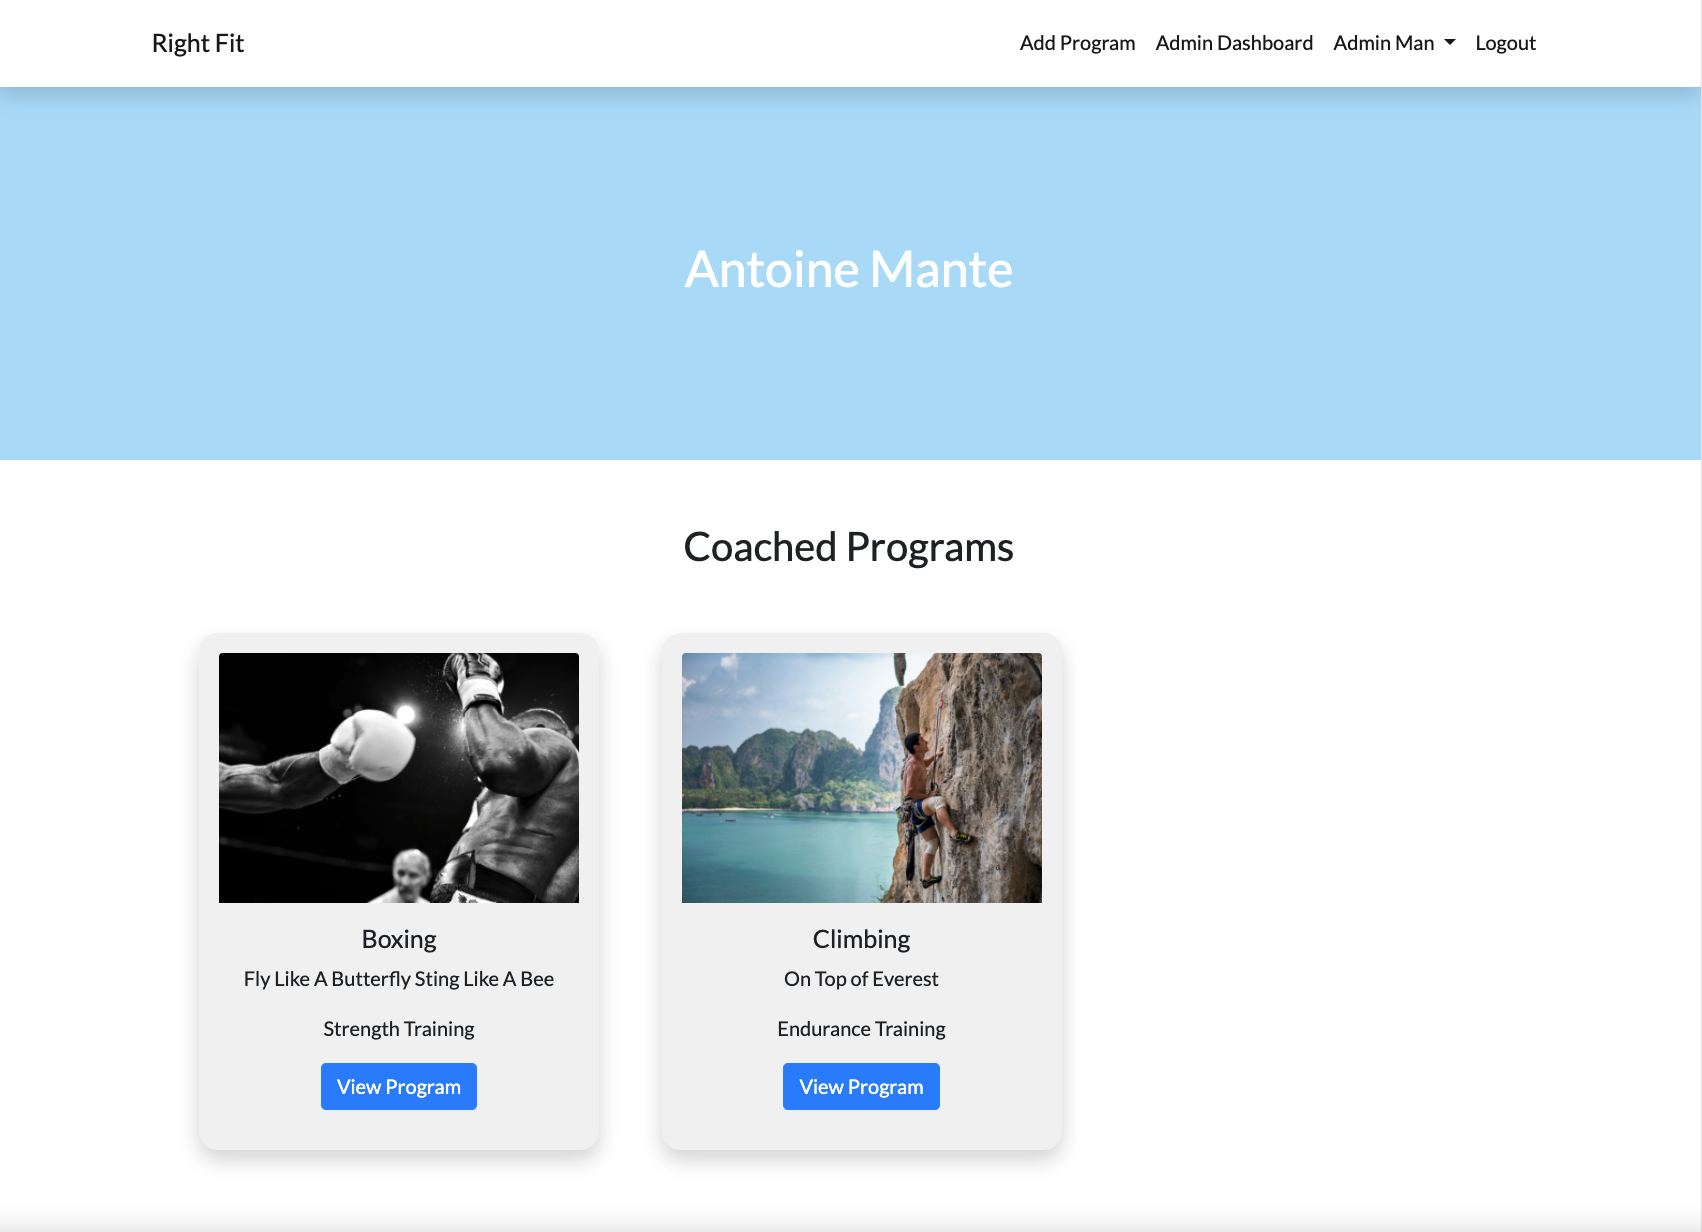 Right Fit
Add Program
Admin Dashboard
Admin Man
Logout
Antoine Mante
Coached Programs
Boxing
Fly Like A Butterfly Sting Like A Bee
Strength Training
View Program
Climbing
On Top of Everest
Endurance Training
View Program